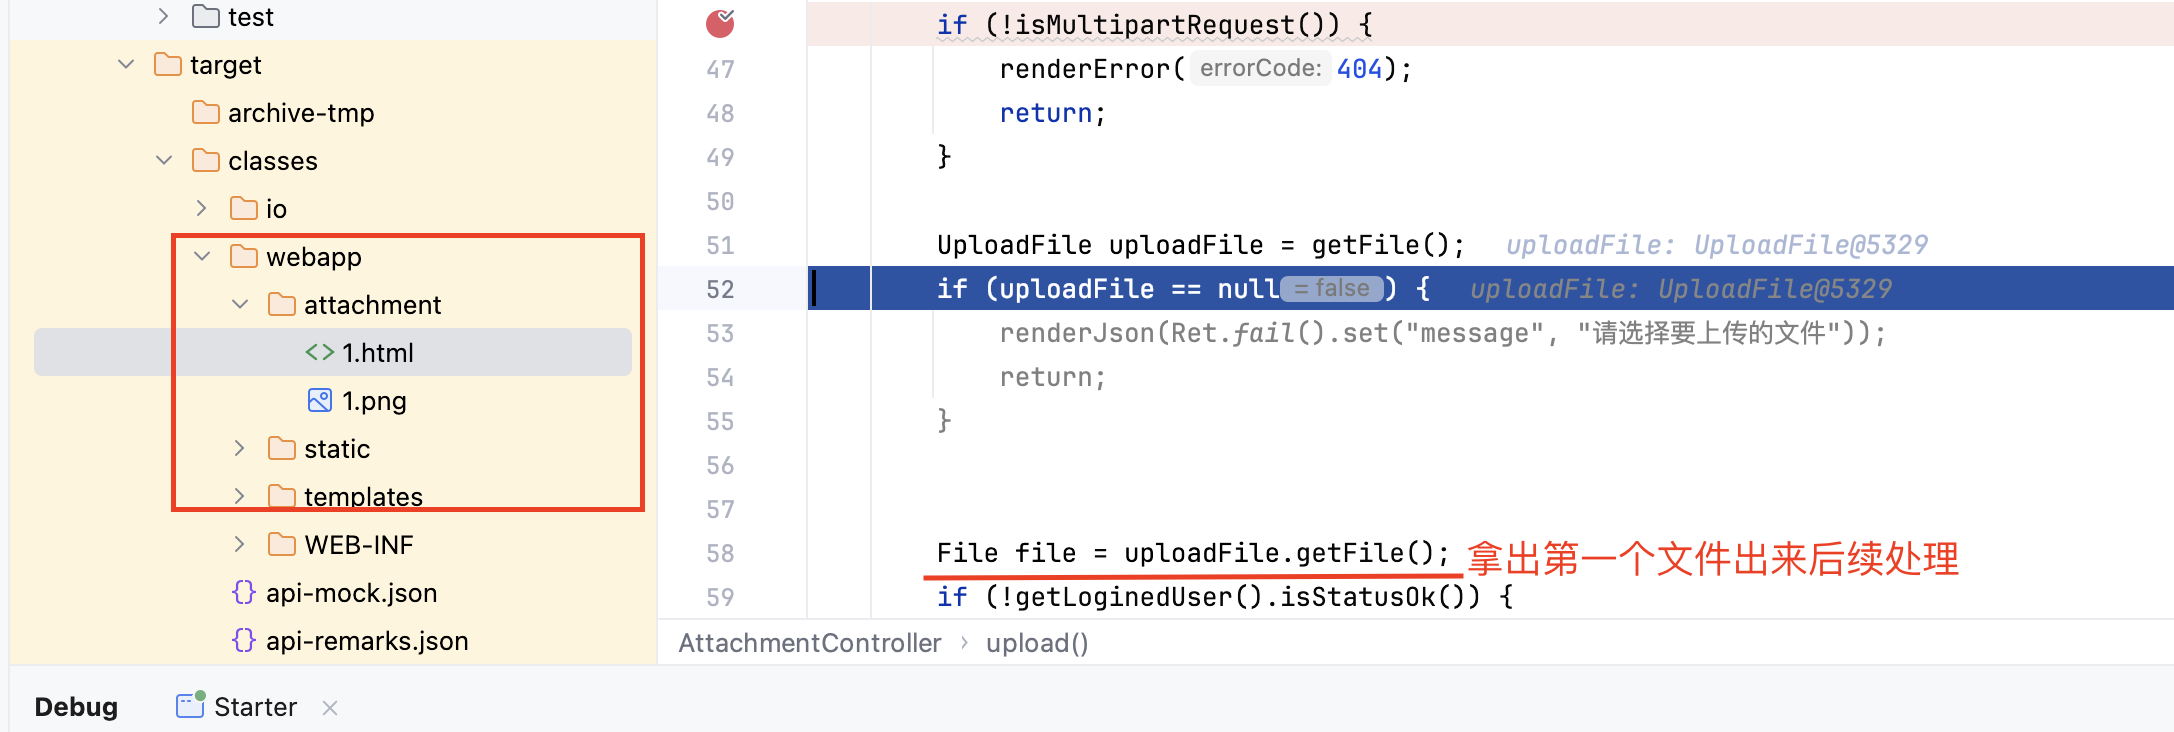 test
target
archive-tmp
classes
io
webapp
attachment
1.html
1.png
static
templates
WEB-INF
api-mock.json
api-remarks.json
if (!isMultipartRequest()) {
47 renderError( errorCode: 404);
48 return;
49 }
50
51 UploadFile uploadFile = getFile(); uploadFile: UploadFile@5329
52 if (uploadFile == null = false ) { uploadFile: UploadFile@5329
53 renderJson(Ret.fail().set("message", "请选择要上传的文件"));
54 return;
55 }
56
57
58 File file = uploadFile.getFile(); 拿出第一个文件出来后续处理
59 if (!getLoginedUser().isStatusOk()) {
AttachmentController › upload()
Debug Starter ×